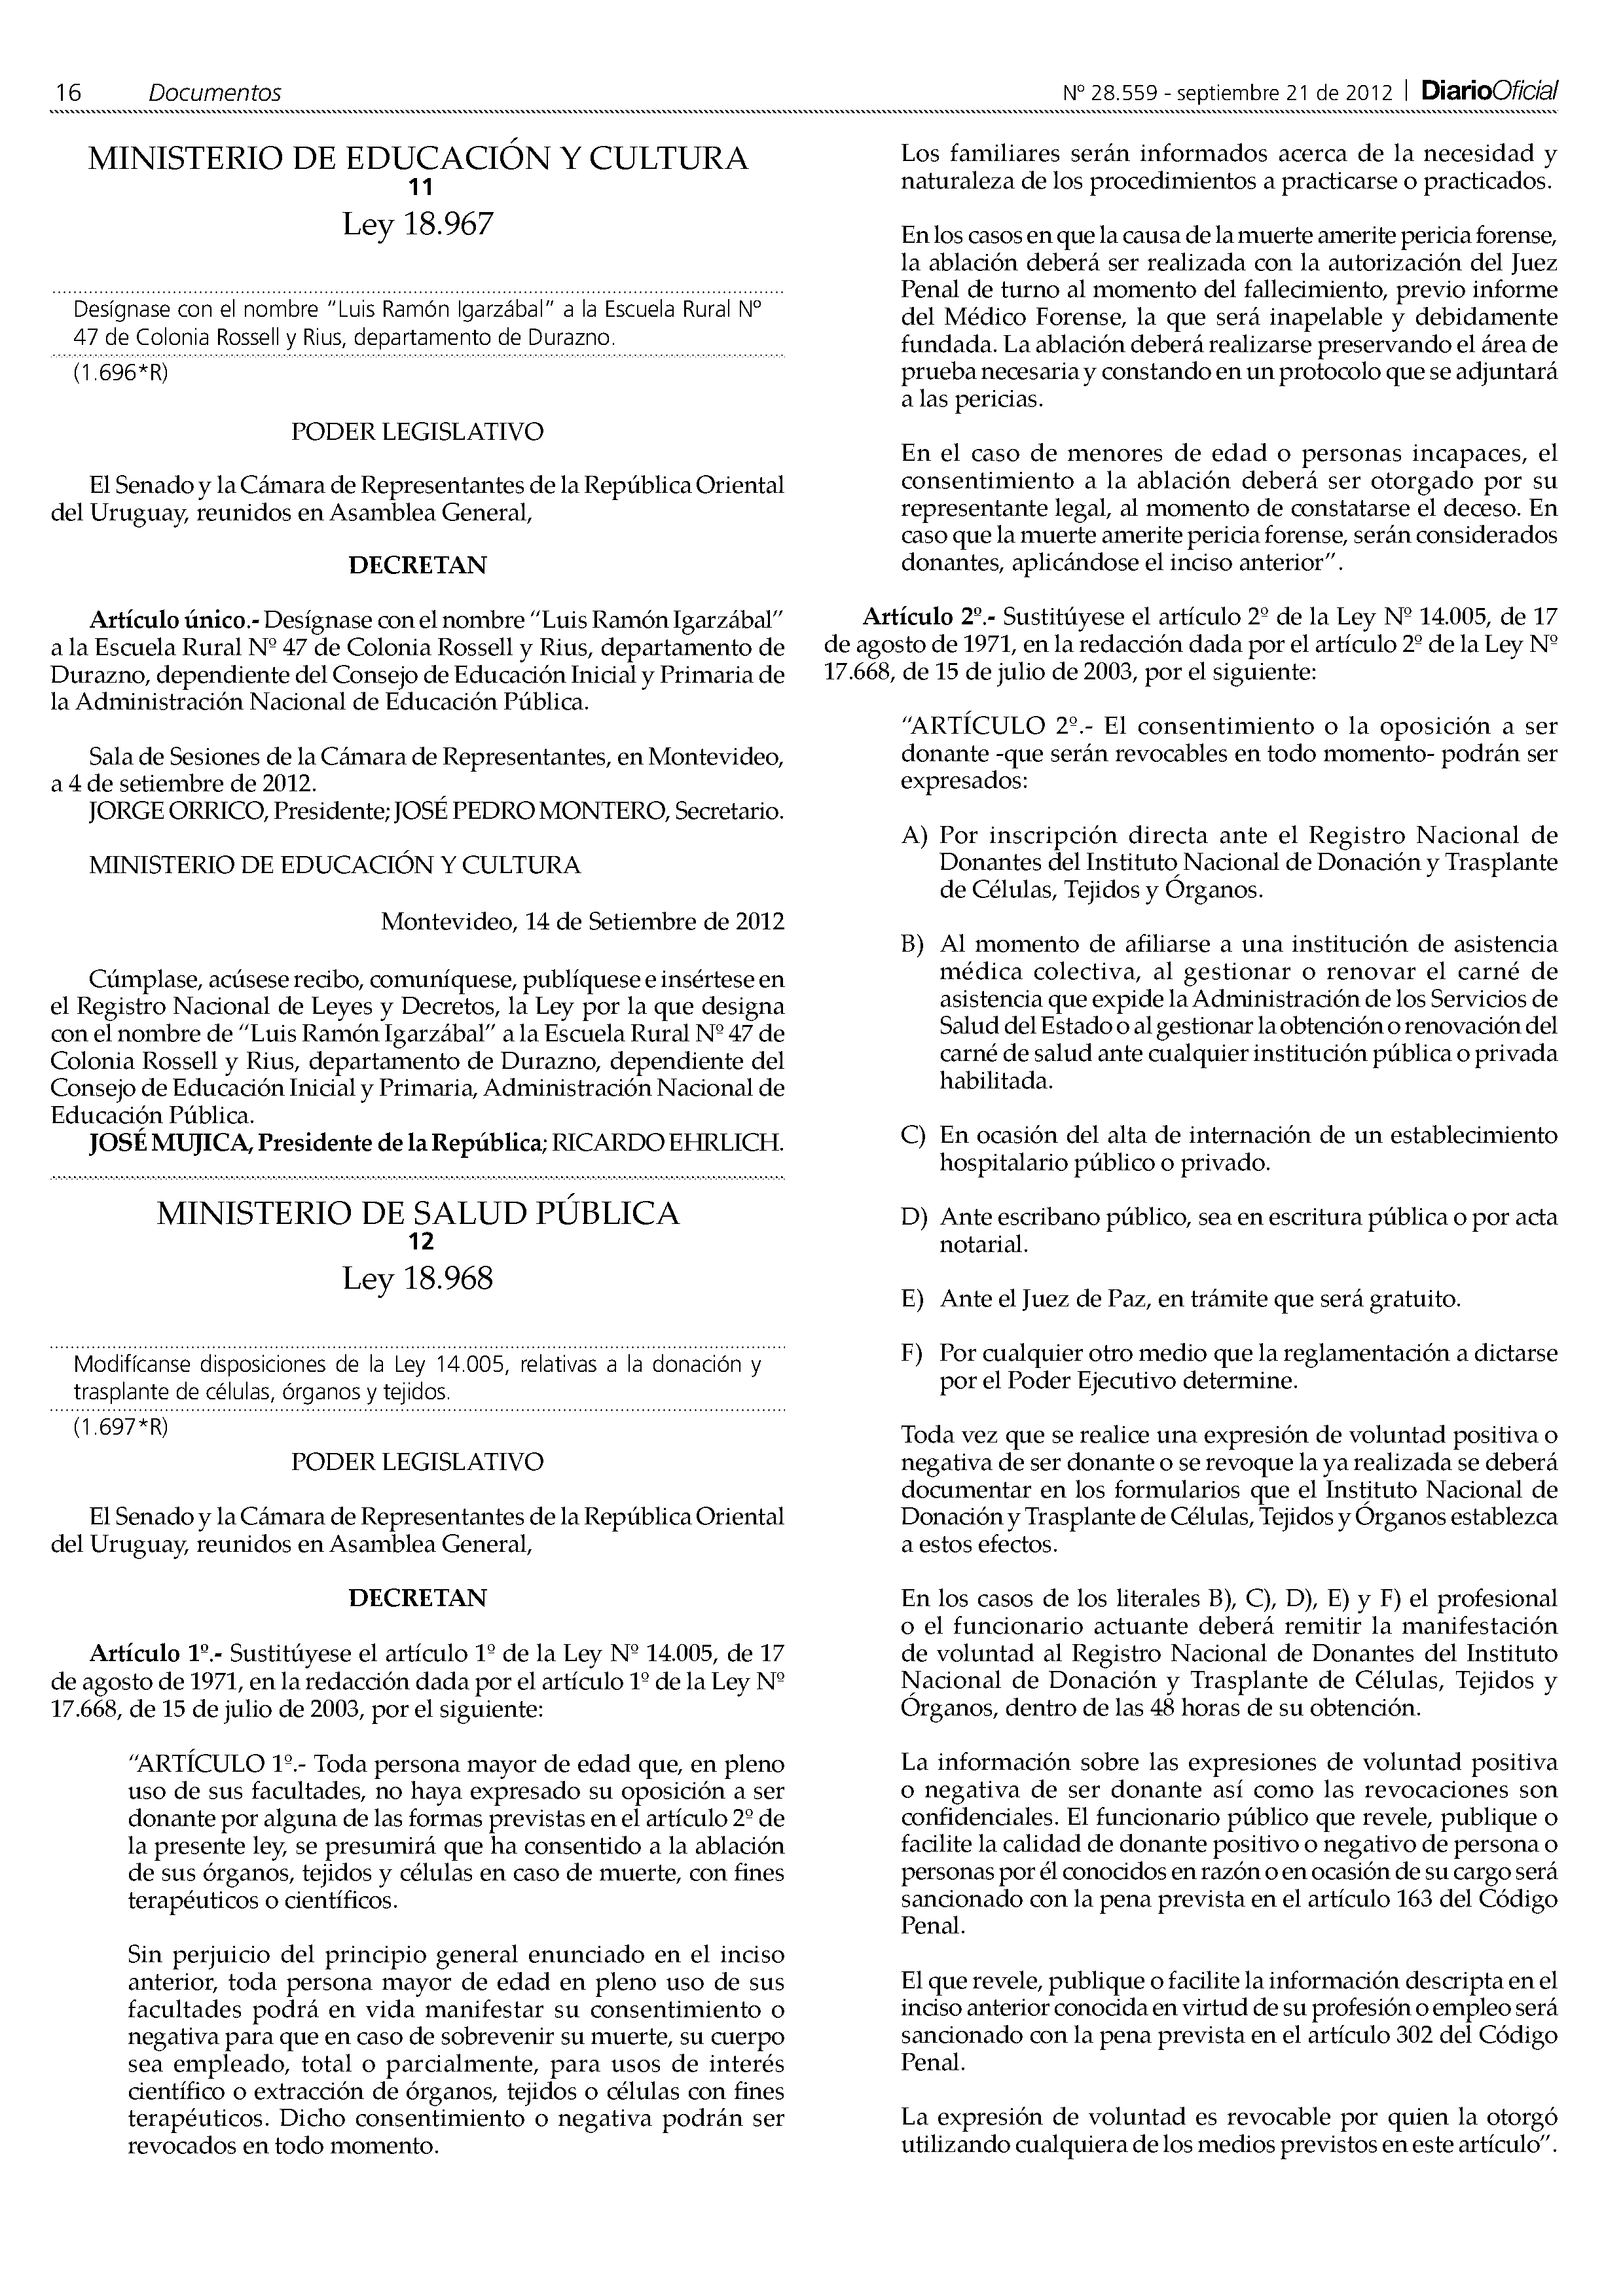 16 Documentos Nº 28.559 - septiembre 21 de 2012 | DiarioOficial
MINISTERIO DE EDUCACIÓN Y CULTURA
11
Ley 18.967
Desígnase con el nombre “Luis Ramón Igarzábal” a la Escuela Rural Nº
47 de Colonia Rossell y Rius, departamento de Durazno.
(1.696*R)
PODER LEGISLATIVO
El Senado y la Cámara de Representantes de la República Oriental
del Uruguay, reunidos en Asamblea General,
DECRETAN
Artículo único.- Desígnase con el nombre “Luis Ramón Igarzábal”
a la Escuela Rural Nº 47 de Colonia Rossell y Rius, departamento de
Durazno, dependiente del Consejo de Educación Inicial y Primaria de
la Administración Nacional de Educación Pública.
Sala de Sesiones de la Cámara de Representantes, en Montevideo,
a 4 de setiembre de 2012.
JORGE ORRICO, Presidente; JOSÉ PEDRO MONTERO, Secretario.
MINISTERIO DE EDUCACIÓN Y CULTURA
Montevideo, 14 de Setiembre de 2012
Cúmplase, acúsese recibo, comuníquese, publíquese e insértese en
el Registro Nacional de Leyes y Decretos, la Ley por la que designa
con el nombre de “Luis Ramón Igarzábal” a la Escuela Rural Nº 47 de
Colonia Rossell y Rius, departamento de Durazno, dependiente del
Consejo de Educación Inicial y Primaria, Administración Nacional de
Educación Pública.
JOSÉ MUJICA, Presidente de la República; RICARDO EHRLICH.
MINISTERIO DE SALUD PÚBLICA
12
Ley 18.968
Modifícanse disposiciones de la Ley 14.005, relativas a la donación y
trasplante de células, órganos y tejidos.
(1.697*R)
PODER LEGISLATIVO
El Senado y la Cámara de Representantes de la República Oriental
del Uruguay, reunidos en Asamblea General,
DECRETAN
Artículo 1º.- Sustitúyese el artículo 1º de la Ley Nº 14.005, de 17
de agosto de 1971, en la redacción dada por el artículo 1º de la Ley Nº
17.668, de 15 de julio de 2003, por el siguiente:
“ARTÍCULO 1º.- Toda persona mayor de edad que, en pleno
uso de sus facultades, no haya expresado su oposición a ser
donante por alguna de las formas previstas en el artículo 2º de
la presente ley, se presumirá que ha consentido a la ablación
de sus órganos, tejidos y células en caso de muerte, con fines
terapéuticos o científicos.
Sin perjuicio del principio general enunciado en el inciso
anterior, toda persona mayor de edad en pleno uso de sus
facultades podrá en vida manifestar su consentimiento o
negativa para que en caso de sobrevenir su muerte, su cuerpo
sea empleado, total o parcialmente, para usos de interés
científico o extracción de órganos, tejidos o células con fines
terapéuticos. Dicho consentimiento o negativa podrán ser
revocados en todo momento.
Los familiares serán informados acerca de la necesidad y
naturaleza de los procedimientos a practicarse o practicados.
En los casos en que la causa de la muerte amerite pericia forense,
la ablación deberá ser realizada con la autorización del Juez
Penal de turno al momento del fallecimiento, previo informe
del Médico Forense, la que será inapelable y debidamente
fundada. La ablación deberá realizarse preservando el área de
prueba necesaria y constando en un protocolo que se adjuntará
a las pericias.
En el caso de menores de edad o personas incapaces, el
consentimiento a la ablación deberá ser otorgado por su
representante legal, al momento de constatarse el deceso. En
caso que la muerte amerite pericia forense, serán considerados
donantes, aplicándose el inciso anterior”.
Artículo 2º.- Sustitúyese el artículo 2º de la Ley Nº 14.005, de 17
de agosto de 1971, en la redacción dada por el artículo 2º de la Ley Nº
17.668, de 15 de julio de 2003, por el siguiente:
“ARTÍCULO 2º.- El consentimiento o la oposición a ser
donante -que serán revocables en todo momento- podrán ser
expresados:
A) Por inscripción directa ante el Registro Nacional de
Donantes del Instituto Nacional de Donación y Trasplante
de Células, Tejidos y Órganos.
B) Al momento de afiliarse a una institución de asistencia
médica colectiva, al gestionar o renovar el carné de
asistencia que expide la Administración de los Servicios de
Salud del Estado o al gestionar la obtención o renovación del
carné de salud ante cualquier institución pública o privada
habilitada.
C) En ocasión del alta de internación de un establecimiento
hospitalario público o privado.
D) Ante escribano público, sea en escritura pública o por acta
notarial.
E) Ante el Juez de Paz, en trámite que será gratuito.
F) Por cualquier otro medio que la reglamentación a dictarse
por el Poder Ejecutivo determine.
Toda vez que se realice una expresión de voluntad positiva o
negativa de ser donante o se revoque la ya realizada se deberá
documentar en los formularios que el Instituto Nacional de
Donación y Trasplante de Células, Tejidos y Órganos establezca
a estos efectos.
En los casos de los literales B), C), D), E) y F) el profesional
o el funcionario actuante deberá remitir la manifestación
de voluntad al Registro Nacional de Donantes del Instituto
Nacional de Donación y Trasplante de Células, Tejidos y
Órganos, dentro de las 48 horas de su obtención.
La información sobre las expresiones de voluntad positiva
o negativa de ser donante así como las revocaciones son
confidenciales. El funcionario público que revele, publique o
facilite la calidad de donante positivo o negativo de persona o
personas por él conocidos en razón o en ocasión de su cargo será
sancionado con la pena prevista en el artículo 163 del Código
Penal.
El que revele, publique o facilite la información descripta en el
inciso anterior conocida en virtud de su profesión o empleo será
sancionado con la pena prevista en el artículo 302 del Código
Penal.
La expresión de voluntad es revocable por quien la otorgó
utilizando cualquiera de los medios previstos en este artículo”.